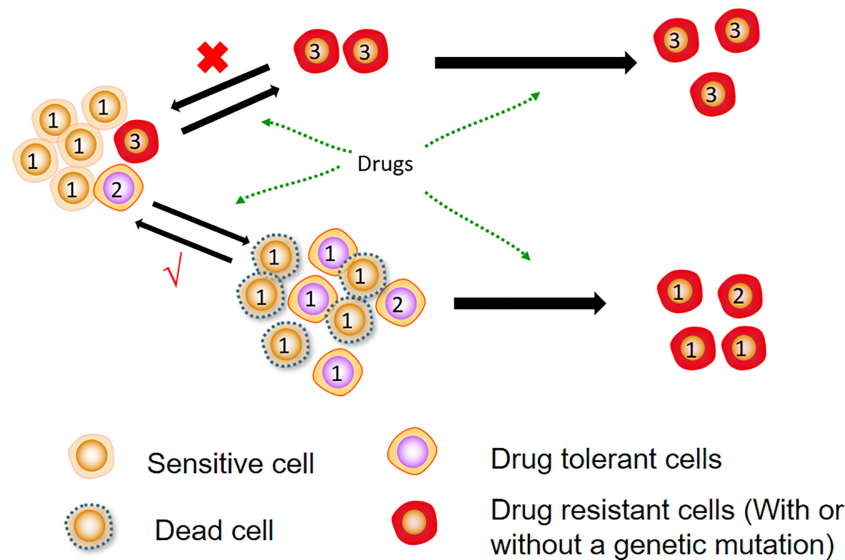 3 3
3 3
3
1 1
1 1 3
1 2
Drugs
√
1 1
1 1 1 2
1 1
1
1 2
1 1
Sensitive cell
Drug tolerant cells
Dead cell
Drug resistant cells (With or
without a genetic mutation)